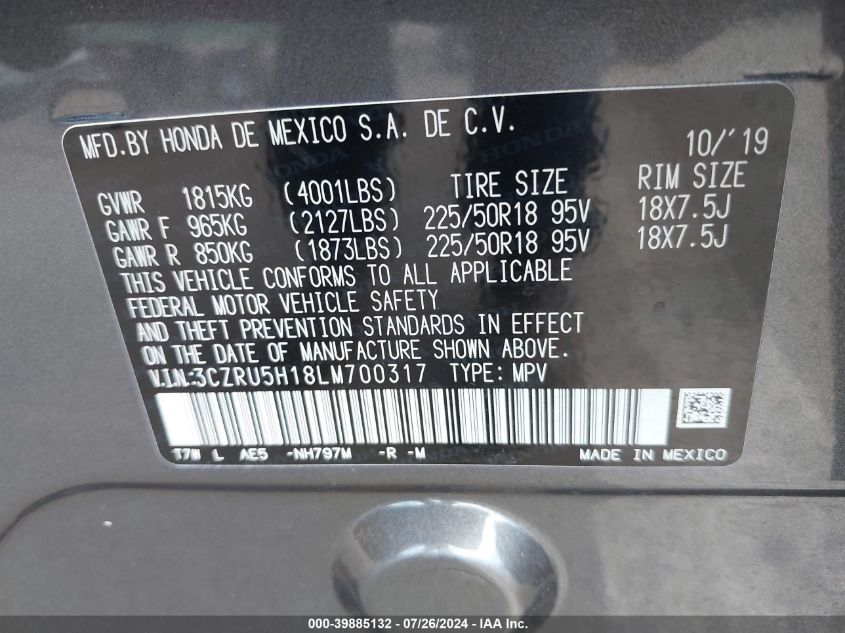 MFD.BY HONDA DE MEXICO S.A. DE C.V. 10/'19
GVWR 1815KG (4001LBS) TIRE SIZE RIM SIZE
GAWR F 965KG (2127LBS) 225/50R18 95V 18X7.5J
GAWR R 850KG (1873LBS) 225/50R18 95V 18X7.5J
THIS VEHICLE CONFORMS TO ALL APPLICABLE
FEDERAL MOTOR VEHICLE SAFETY
AND THEFT PREVENTION STANDARDS IN EFFECT
ON THE DATE OF MANUFACTURE SHOWN ABOVE.
V.I.N:3CZRU5H18LM700317 TYPE: MPV
T7W L AE5 -NH797M -R -M MADE IN MEXICO
000-39885132 - 07/26/2024 - IAA Inc.